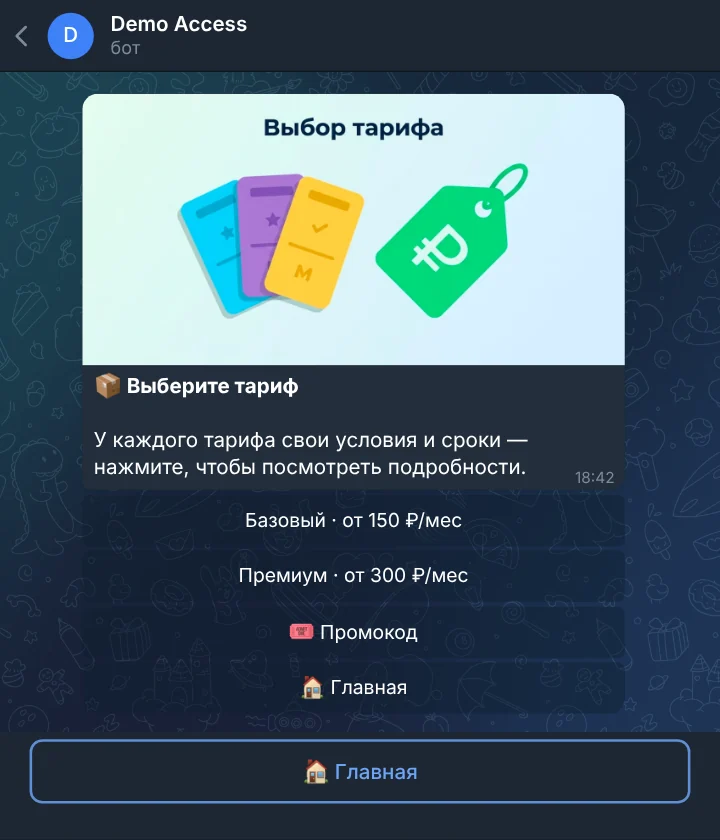 D
Demo Access
бот
Выбор тарифа
M
₽
📦 Выберите тариф
У каждого тарифа свои условия и сроки —
нажмите, чтобы посмотреть подробности.
18:42
Базовый · от 150 ₽/мес
Премиум · от 300 ₽/мес
🎟 Промокод
🏠 Главная
🏠 Главная